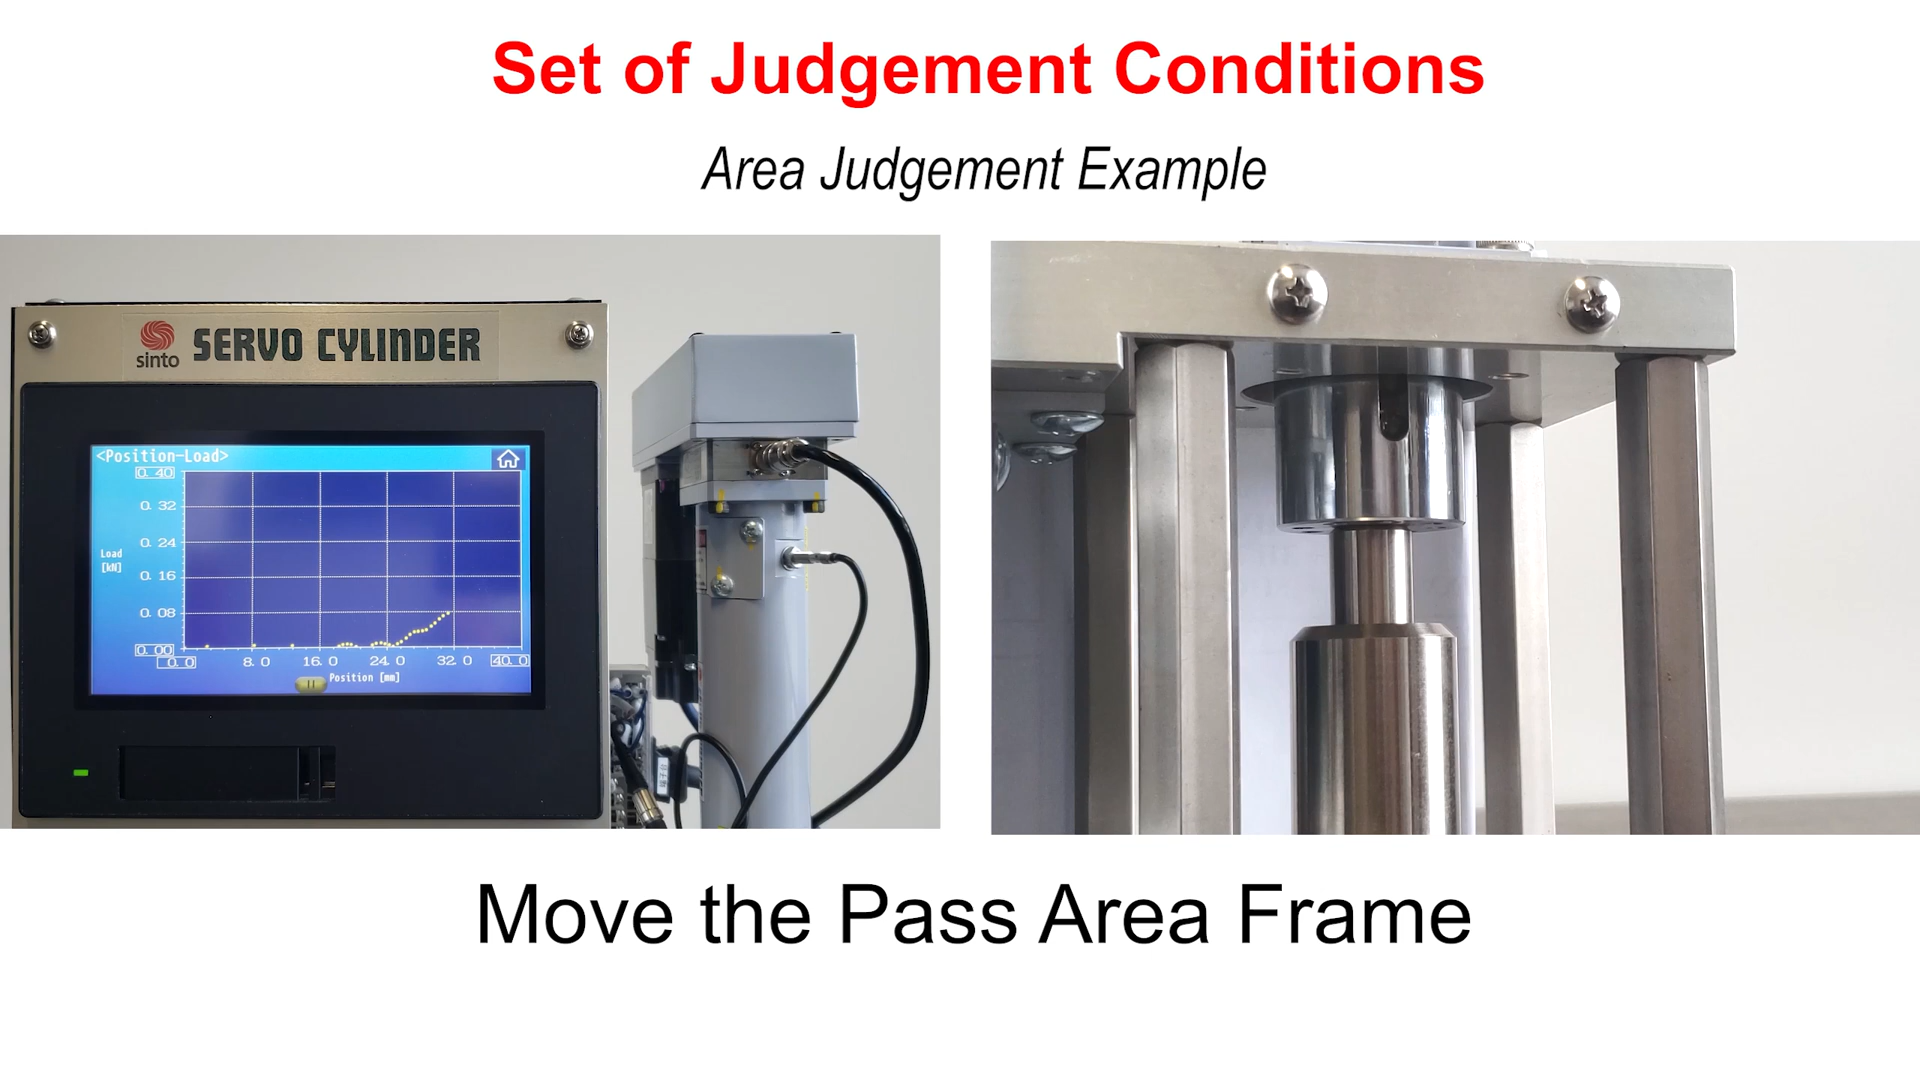 Set of Judgement Conditions
Area Judgement Example
sinto
SERVO CYLINDER
<Position-Load>
0.40
0.32
0.24
0.16
0.08
0.00
Load
[kN]
0.0 8.0 16.0 24.0 32.0 40.0
Position [mm]
Move the Pass Area Frame